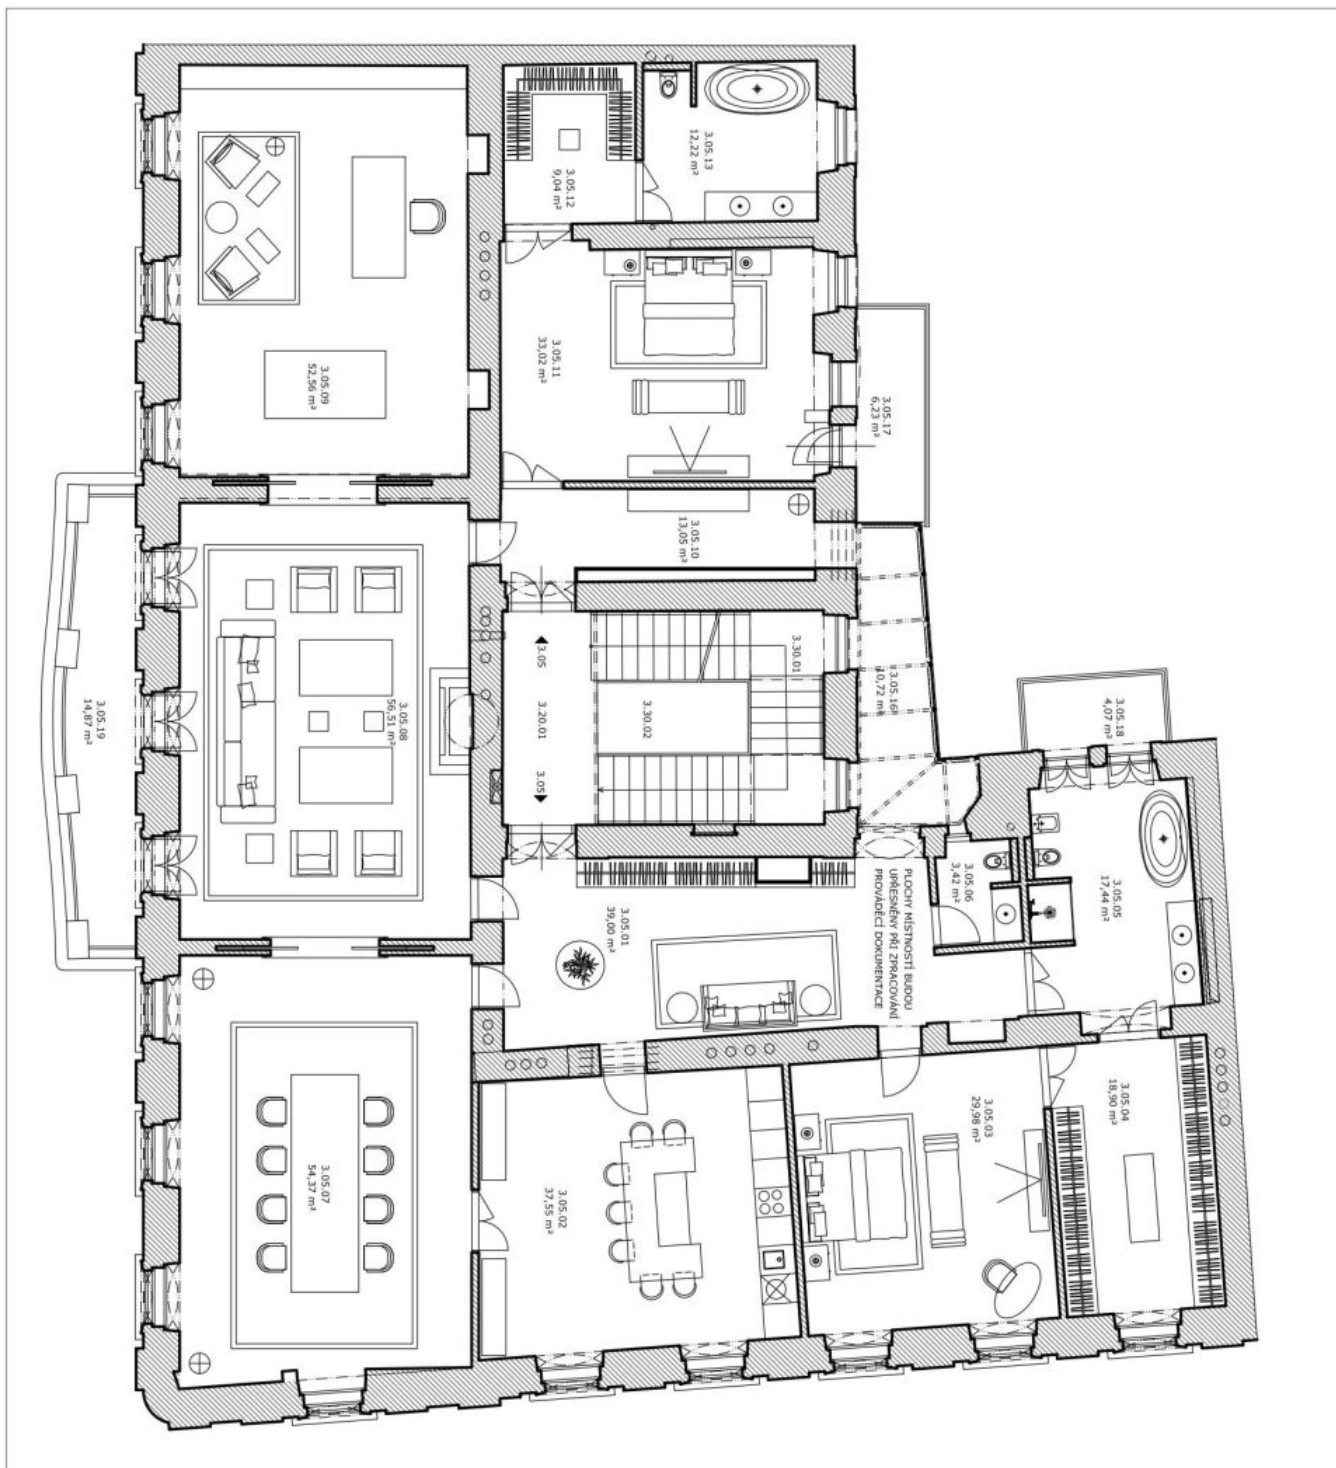 3.05.13
12,22 m²
3.05.12
9,04 m²
3.05.11
33,02 m²
3.05.09
52,56 m²
3.05.17
6,23 m²
3.05.10
13,05 m²
3.05
3.30.01
3.05.16
10,72 m²
3.05.18
4,07 m²
3.05.19
14,87 m²
3.05.08
56,51 m²
3.20.01
3.30.02
3.05
3.05.06
3,42 m²
3.05.05
17,44 m²
3.05.01
39,00 m²
PLOCHY MÍSTNOSTÍ BUDOU
UPŘESNĚNY PŘI ZPRACOVÁNÍ
PROVÁDĚCÍ DOKUMENTACE
3.05.07
54,37 m²
3.05.02
37,55 m²
3.05.03
29,98 m²
3.05.04
18,90 m²